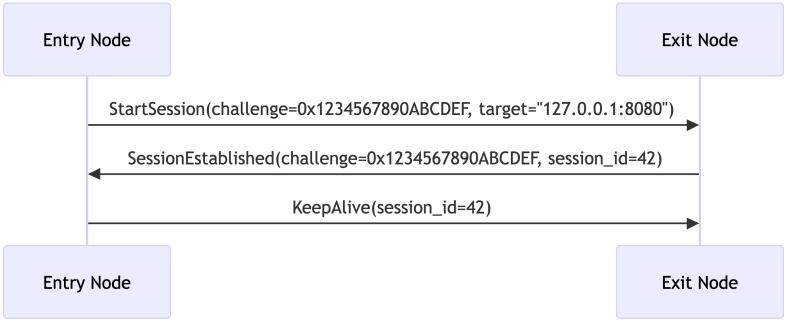 Entry Node
Exit Node
StartSession(challenge=0x1234567890ABCDEF, target="127.0.0.1:8080")
SessionEstablished(challenge=0x1234567890ABCDEF, session_id=42)
KeepAlive(session_id=42)
Entry Node
Exit Node